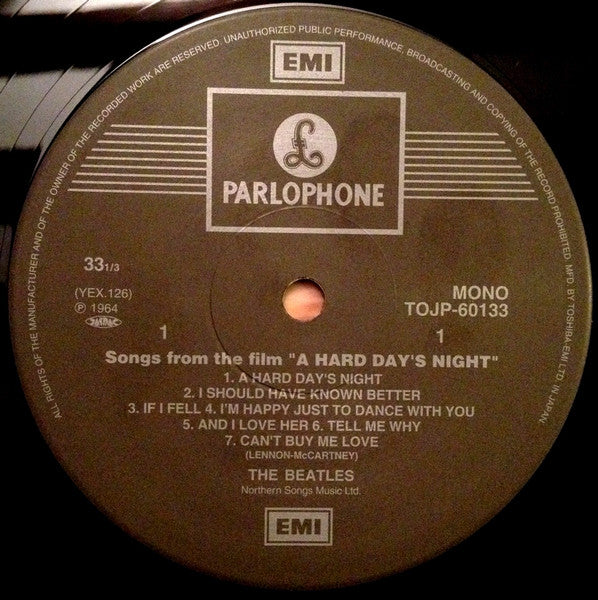 ALL RIGHTS OF THE MANUFACTURER AND OF THE OWNER OF THE RECORDED WORK ARE RESERVED. UNAUTHORIZED PUBLIC PERFORMANCE, BROADCASTING AND COPYING OF THE RECORD PROHIBITED. MFD. BY TOSHIBA-EMI LTD IN JAPAN.
EMI
£
PARLOPHONE
33 1/3
(YEX.126)
℗ 1964
1
MONO
TOJP-60133
1
Songs from the film "A HARD DAY'S NIGHT"
1. A HARD DAY'S NIGHT
2. I SHOULD HAVE KNOWN BETTER
3. IF I FELL 4. I'M HAPPY JUST TO DANCE WITH YOU
5. AND I LOVE HER 6. TELL ME WHY
7. CAN'T BUY ME LOVE
(LENNON-McCARTNEY)
THE BEATLES
Northern Songs Music Ltd.
EMI